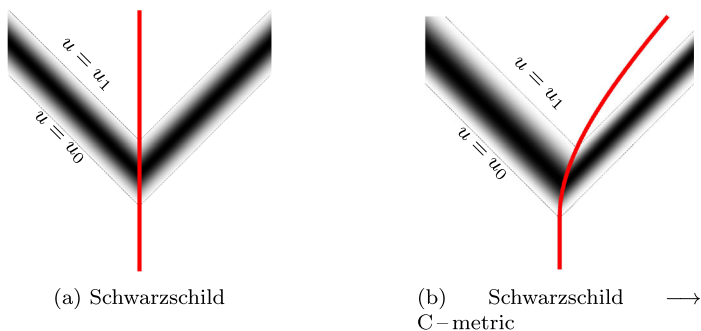 u = u₁
u = u₀
(a) Schwarzschild
u = u₁
u = u₀
(b) Schwarzschild ⟶
C – metric